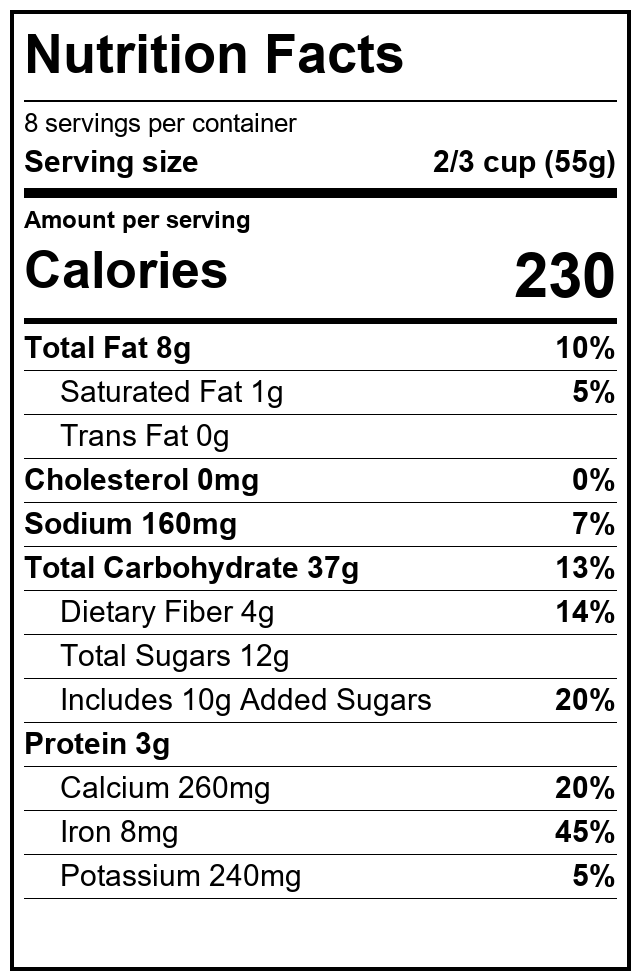 Nutrition Facts
8 servings per container
Serving size 2/3 cup (55g)
Amount per serving
Calories 230
Total Fat 8g 10%
Saturated Fat 1g 5%
Trans Fat 0g
Cholesterol 0mg 0%
Sodium 160mg 7%
Total Carbohydrate 37g 13%
Dietary Fiber 4g 14%
Total Sugars 12g
Includes 10g Added Sugars 20%
Protein 3g
Calcium 260mg 20%
Iron 8mg 45%
Potassium 240mg 5%